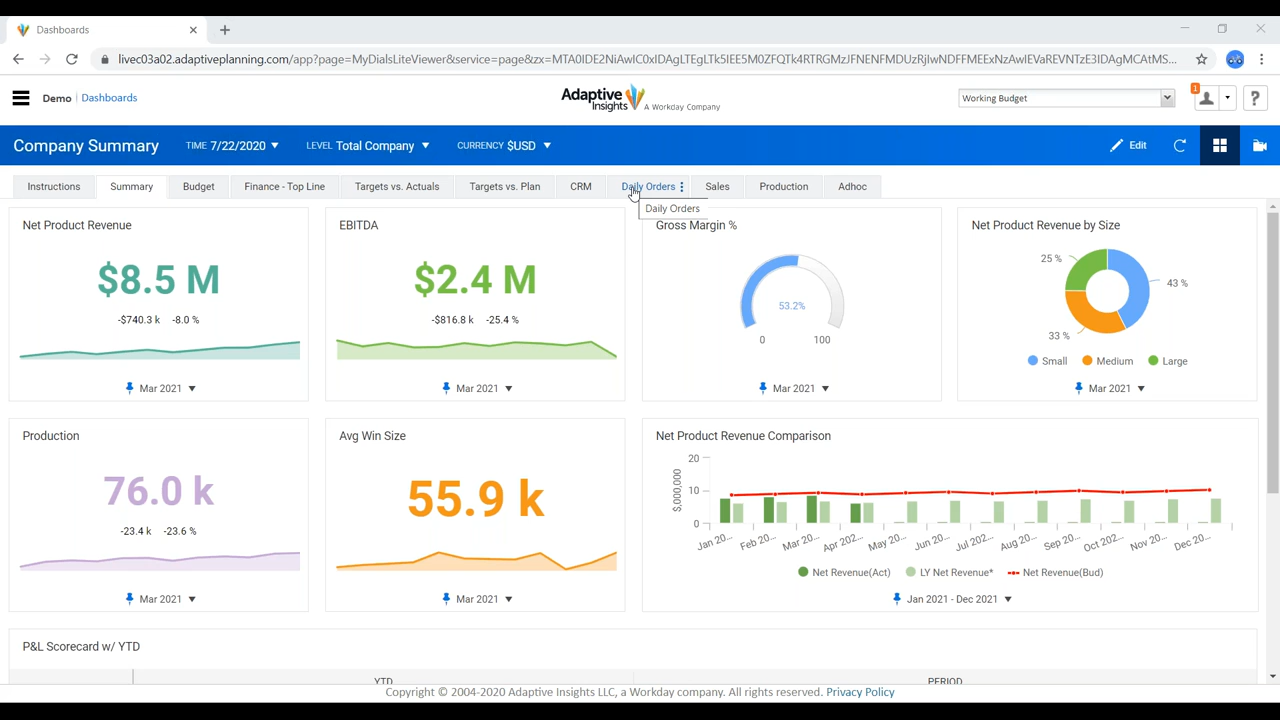 Dashboards
livec03a02.adaptiveplanning.com/app?page=MyDialsLiteViewer&service=page&zx=
Demo Dashboards
Adaptive Insights A Workday Company
Working Budget
1
?
Company Summary TIME 7/22/2020 LEVEL Total Company CURRENCY $USD Edit
Instructions Summary Budget Finance - Top Line Targets vs. Actuals Targets vs. Plan CRM Daily Orders Sales Production Adhoc
Daily Orders
Net Product Revenue
$8.5 M
-$740.3 k -8.0 %
Mar 2021
EBITDA
$2.4 M
-$816.8 k -25.4 %
Mar 2021
Gross Margin %
53.2%
0 100
Mar 2021
Net Product Revenue by Size
25 %
43 %
33 %
Small Medium Large
Mar 2021
Production
76.0 k
-23.4 k -23.6 %
Mar 2021
Avg Win Size
55.9 k
Mar 2021
Net Product Revenue Comparison
20
10
0
$,000,000
Jan 20... Feb 20... Mar 20... Apr 202... May 20... Jun 20... Jul 202... Aug 20... Sep 20... Oct 202... Nov 20... Dec 20...
Net Revenue(Act) LY Net Revenue* Net Revenue(Bud)
Jan 2021 - Dec 2021
P&L Scorecard w/ YTD
YTD PERIOD
Copyright © 2004-2020 Adaptive Insights LLC, a Workday company. All rights reserved. Privacy Policy